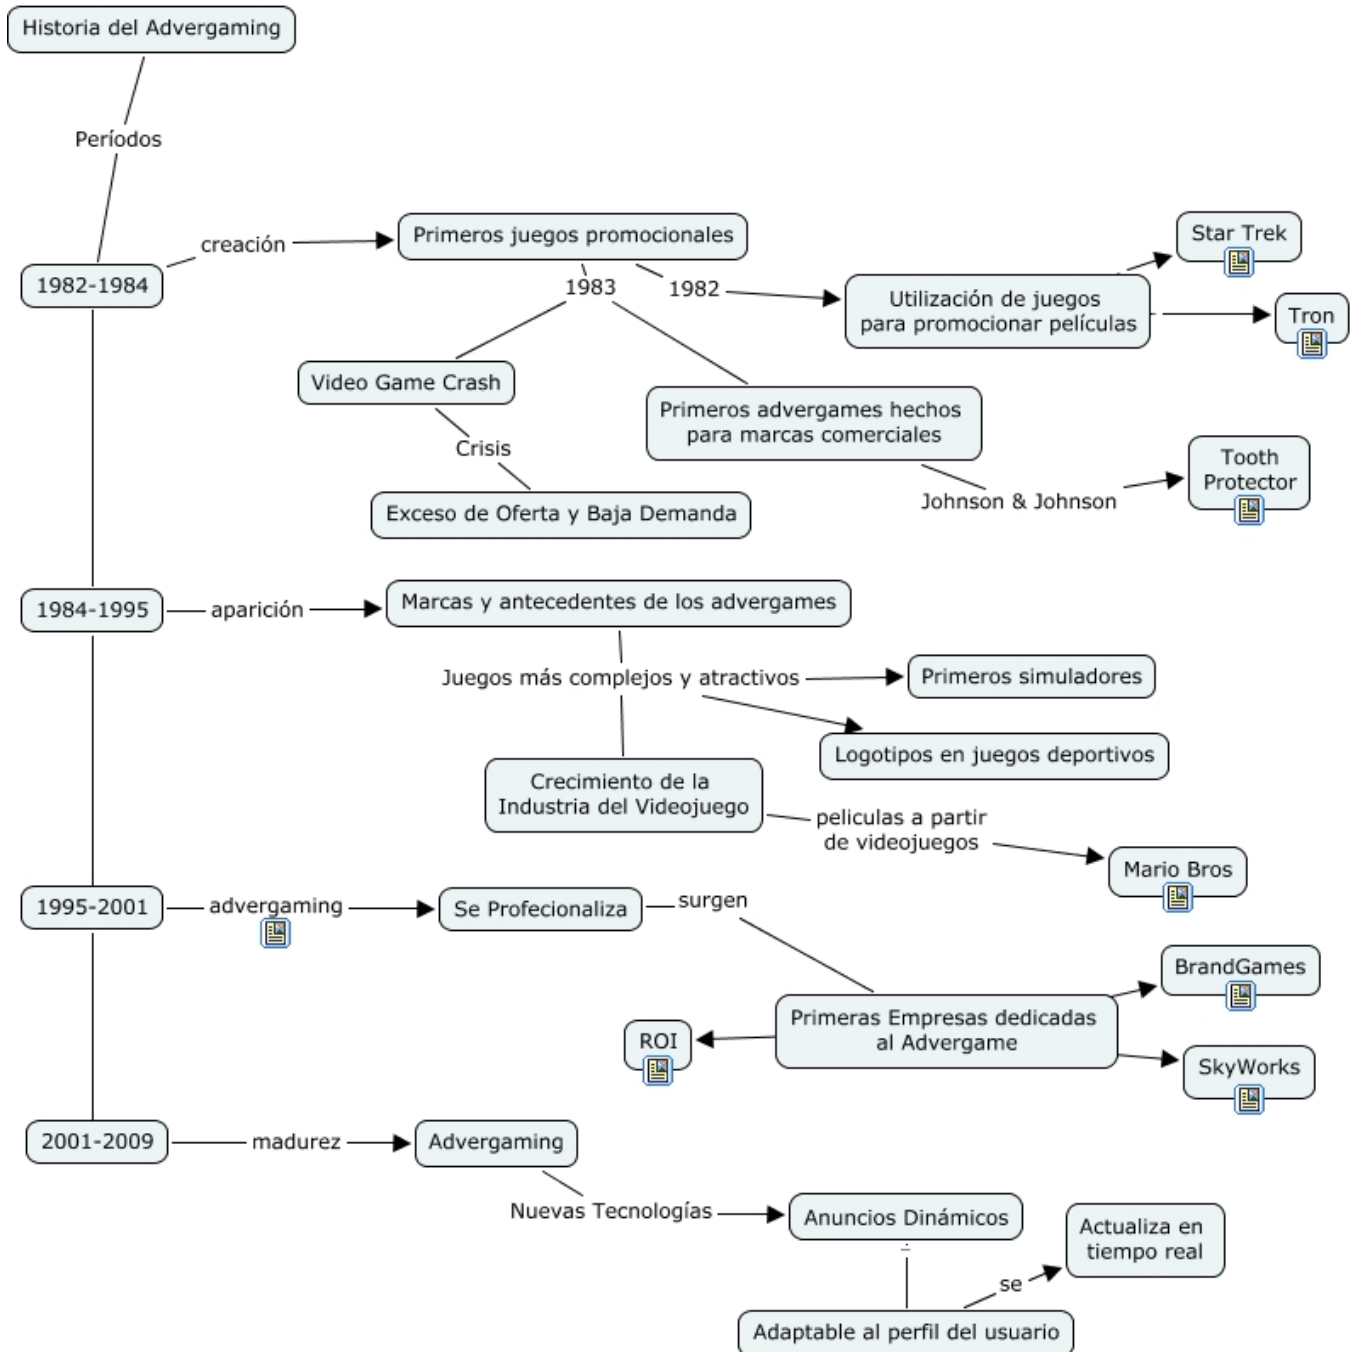 Historia del Advergaming
Períodos
1982-1984
creación
Primeros juegos promocionales
1983
1982
Utilización de juegos
para promocionar películas
Star Trek
Tron
Video Game Crash
Crisis
Exceso de Oferta y Baja Demanda
Primeros advergames hechos
para marcas comerciales
Johnson & Johnson
Tooth
Protector
1984-1995
aparición
Marcas y antecedentes de los advergames
Juegos más complejos y atractivos
Primeros simuladores
Logotipos en juegos deportivos
Crecimiento de la
Industria del Videojuego
peliculas a partir
de videojuegos
Mario Bros
1995-2001
advergaming
Se Profecionaliza
surgen
Primeras Empresas dedicadas
al Advergame
BrandGames
ROI
SkyWorks
2001-2009
madurez
Advergaming
Nuevas Tecnologías
Anuncios Dinámicos
Adaptable al perfil del usuario
se
Actualiza en
tiempo real